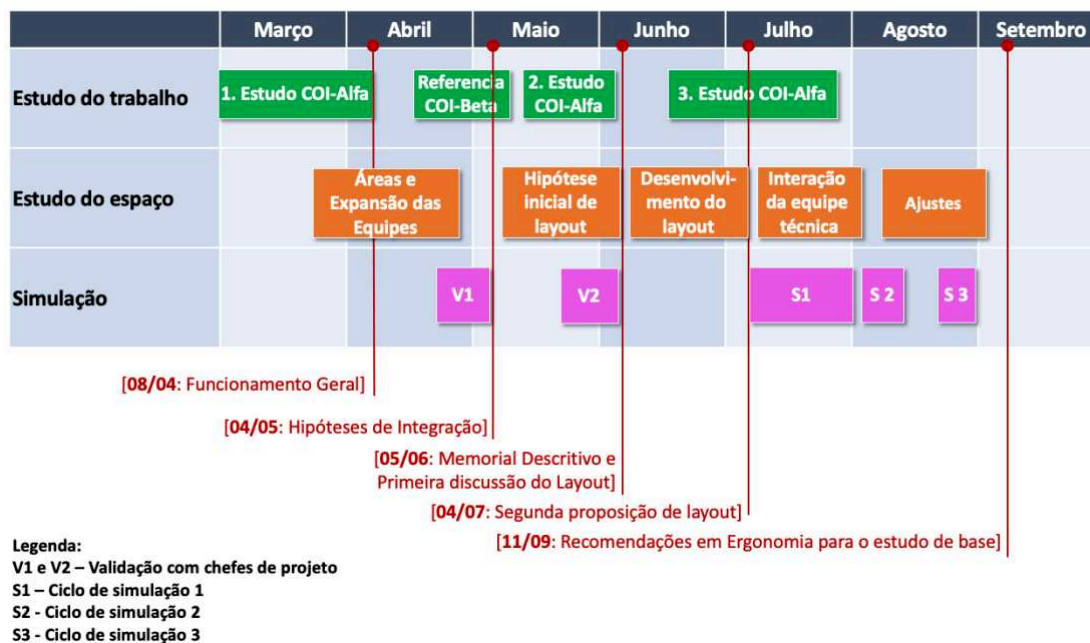 Março Abril Maio Junho Julho Agosto Setembro
Estudo do trabalho
1. Estudo COI-Alfa
Referencia
COI-Beta
2. Estudo
COI-Alfa
3. Estudo COI-Alfa
Estudo do espaço
Áreas e
Expansão das
Equipes
Hipótese
inicial de
layout
Desenvolvi-
mento do
layout
Interação
da equipe
técnica
Ajustes
Simulação
V1
V2
S1
S 2
S 3
[08/04: Funcionamento Geral]
[04/05: Hipóteses de Integração]
[05/06: Memorial Descritivo e
Primeira discussão do Layout]
[04/07: Segunda proposição de layout]
[11/09: Recomendações em Ergonomia para o estudo de base]
Legenda:
V1 e V2 – Validação com chefes de projeto
S1 – Ciclo de simulação 1
S2 - Ciclo de simulação 2
S3 - Ciclo de simulação 3